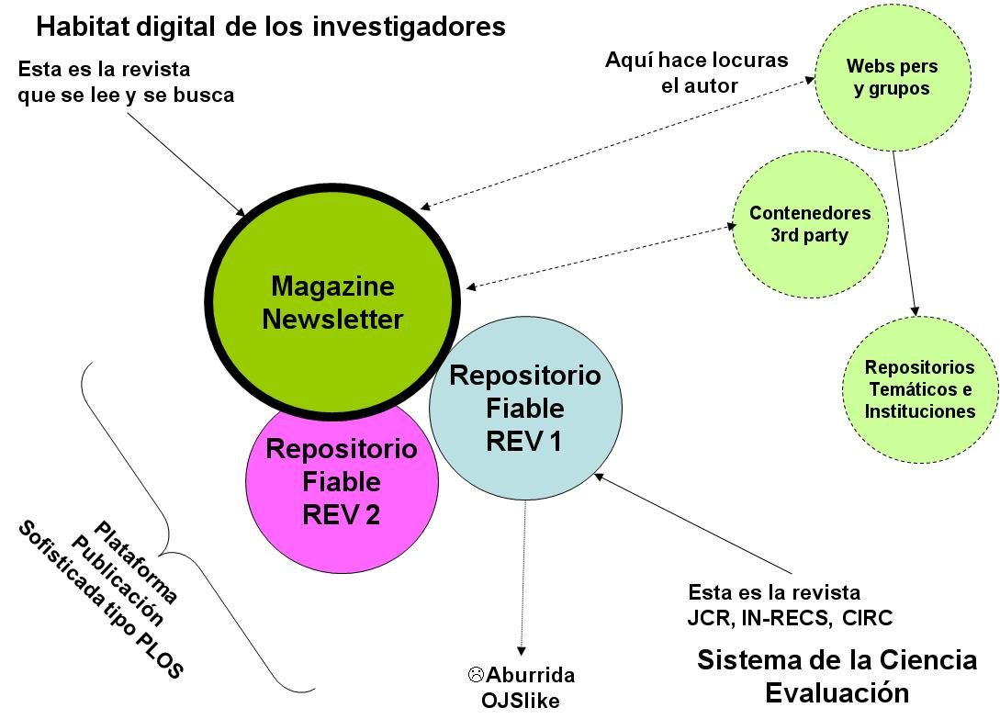 Habitat digital de los investigadores
Esta es la revista
que se lee y se busca
Aquí hace locuras
el autor
Webs pers
y grupos
Contenedores
3rd party
Magazine
Newsletter
Repositorios
Temáticos e
Instituciones
Repositorio
Fiable
REV 1
Repositorio
Fiable
REV 2
Plataforma
Publicación
Sofisticada tipo PLOS
Esta es la revista
JCR, IN-RECS, CIRC
Sistema de la Ciencia
Evaluación
☹Aburrida
OJSlike